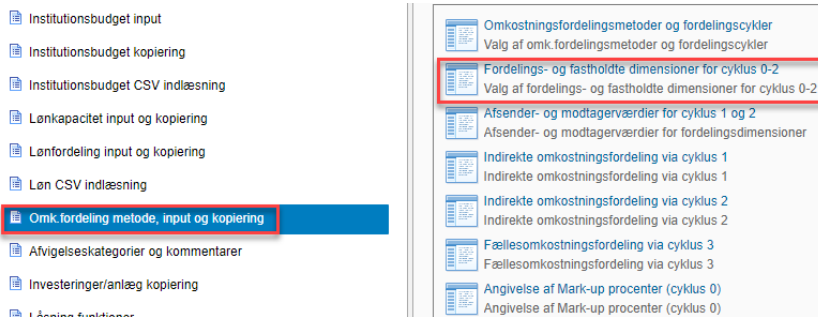 Institutionsbudget input
Institutionsbudget kopiering
Institutionsbudget CSV indlæsning
Lønkapacitet input og kopiering
Lønfordeling input og kopiering
Løn CSV indlæsning
Omk.fordeling metode, input og kopiering
Afvigelseskategorier og kommentarer
Investeringer/anlæg kopiering
Låsning funktioner
Omkostningsfordelingsmetoder og fordelingscykler
Valg af omk.fordelingsmetoder og fordelingscykler
Fordelings- og fastholdte dimensioner for cyklus 0-2
Valg af fordelings- og fastholdte dimensioner for cyklus 0-2
Afsender- og modtagerværdier for cyklus 1 og 2
Afsender- og modtagerværdier for fordelingsdimensioner
Indirekte omkostningsfordeling via cyklus 1
Indirekte omkostningsfordeling via cyklus 1
Indirekte omkostningsfordeling via cyklus 2
Indirekte omkostningsfordeling via cyklus 2
Fællesomkostningsfordeling via cyklus 3
Fællesomkostningsfordeling via cyklus 3
Angivelse af Mark-up procenter (cyklus 0)
Angivelse af Mark-up procenter (cyklus 0)